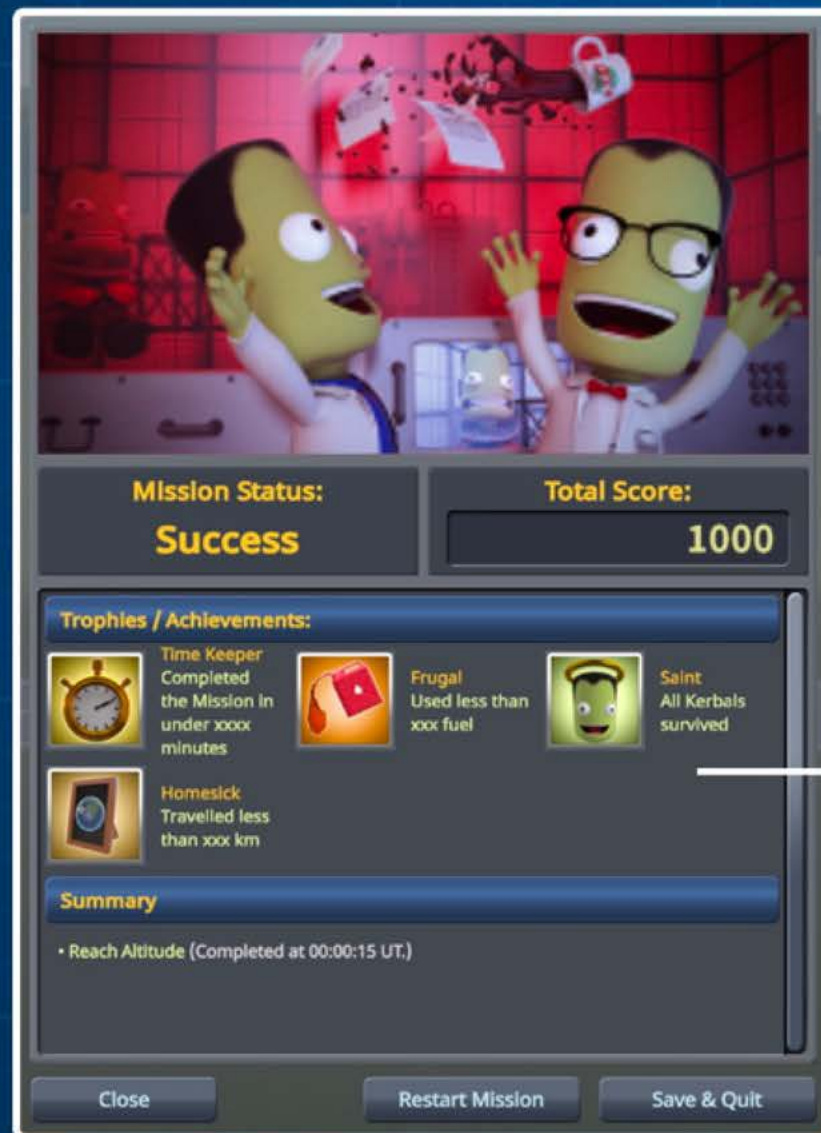 Mission Status:
Success
Total Score:
1000
Trophies / Achievements:
Time Keeper
Completed
the Mission in
under xxxx
minutes
Frugal
Used less than
xxx fuel
Saint
All Kerbals
survived
Homesick
Travelled less
than xxx km
Summary
• Reach Altitude (Completed at 00:00:15 UT.)
Close
Restart Mission
Save & Quit